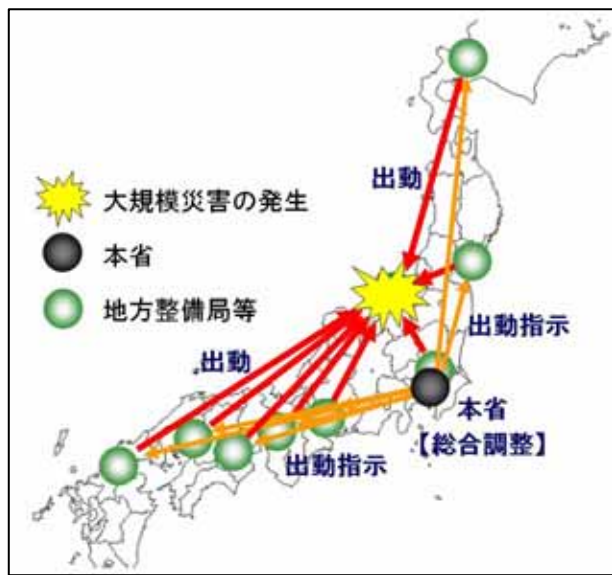 出動
大規模災害の発生
本省
地方整備局等
出動指示
出動
本省
【総合調整】
出動指示